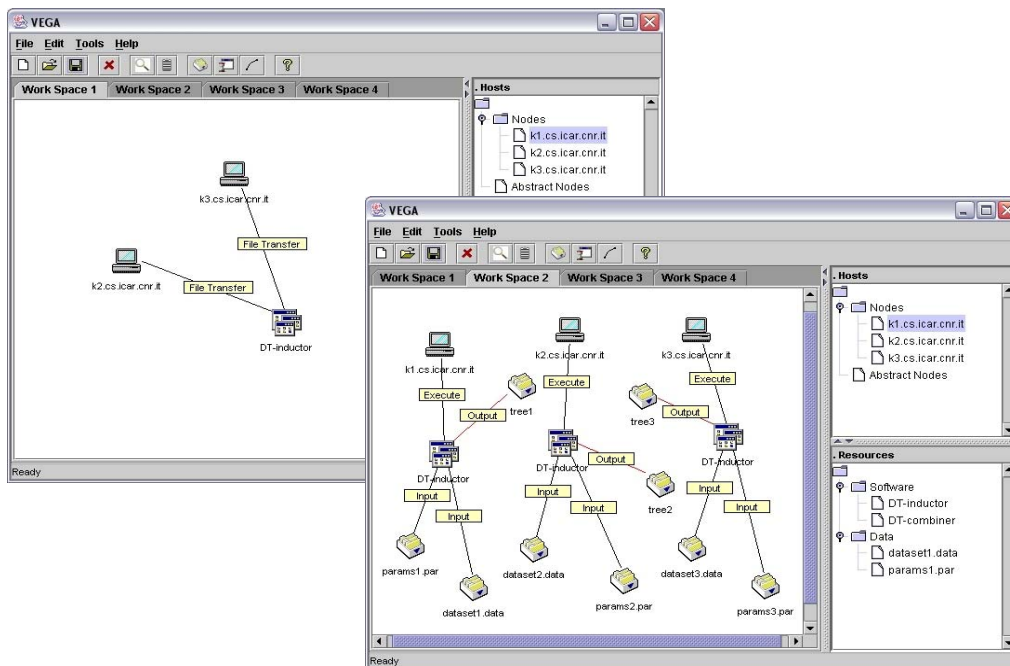 VEGA
File Edit Tools Help
Work Space 1 Work Space 2 Work Space 3 Work Space 4
. Hosts
Nodes
k1.cs.icar.cnr.it
k2.cs.icar.cnr.it
k3.cs.icar.cnr.it
Abstract Nodes
k3.cs.icar.cnr.it
File Transfer
k2.cs.icar.cnr.it
File Transfer
DT-inductor
Ready
VEGA
File Edit Tools Help
Work Space 1 Work Space 2 Work Space 3 Work Space 4
k1.cs.icar.cnr.it
k2.cs.icar.cnr.it
k3.cs.icar.cnr.it
Execute
Execute
Execute
Output
tree1
Output
tree3
DT-inductor
DT-inductor
DT-inductor
Output
tree2
Input
Input
Input
Input
Input
Input
params1.par
dataset1.data
dataset2.data
params2.par
dataset3.data
params3.par
. Hosts
Nodes
k1.cs.icar.cnr.it
k2.cs.icar.cnr.it
k3.cs.icar.cnr.it
Abstract Nodes
. Resources
Software
DT-inductor
DT-combiner
Data
dataset1.data
params1.par
Ready